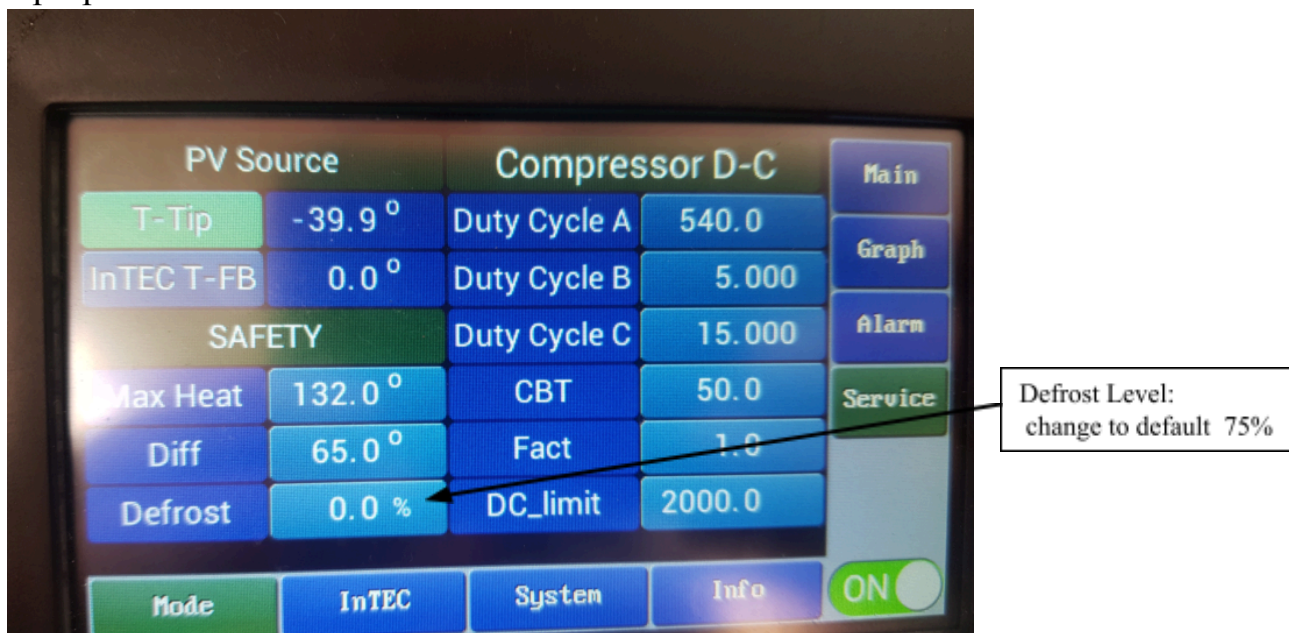 PV Source Compressor D-C Main
T-Tip -39.9° Duty Cycle A 540.0
Graph
InTEC T-FB 0.0° Duty Cycle B 5.000
SAFETY Duty Cycle C 15.000 Alarm
Max Heat 132.0° CBT 50.0 Service
Diff 65.0° Fact 1.0
Defrost 0.0 % DC_limit 2000.0
Mode InTEC System Info ON
Defrost Level:
change to default 75%